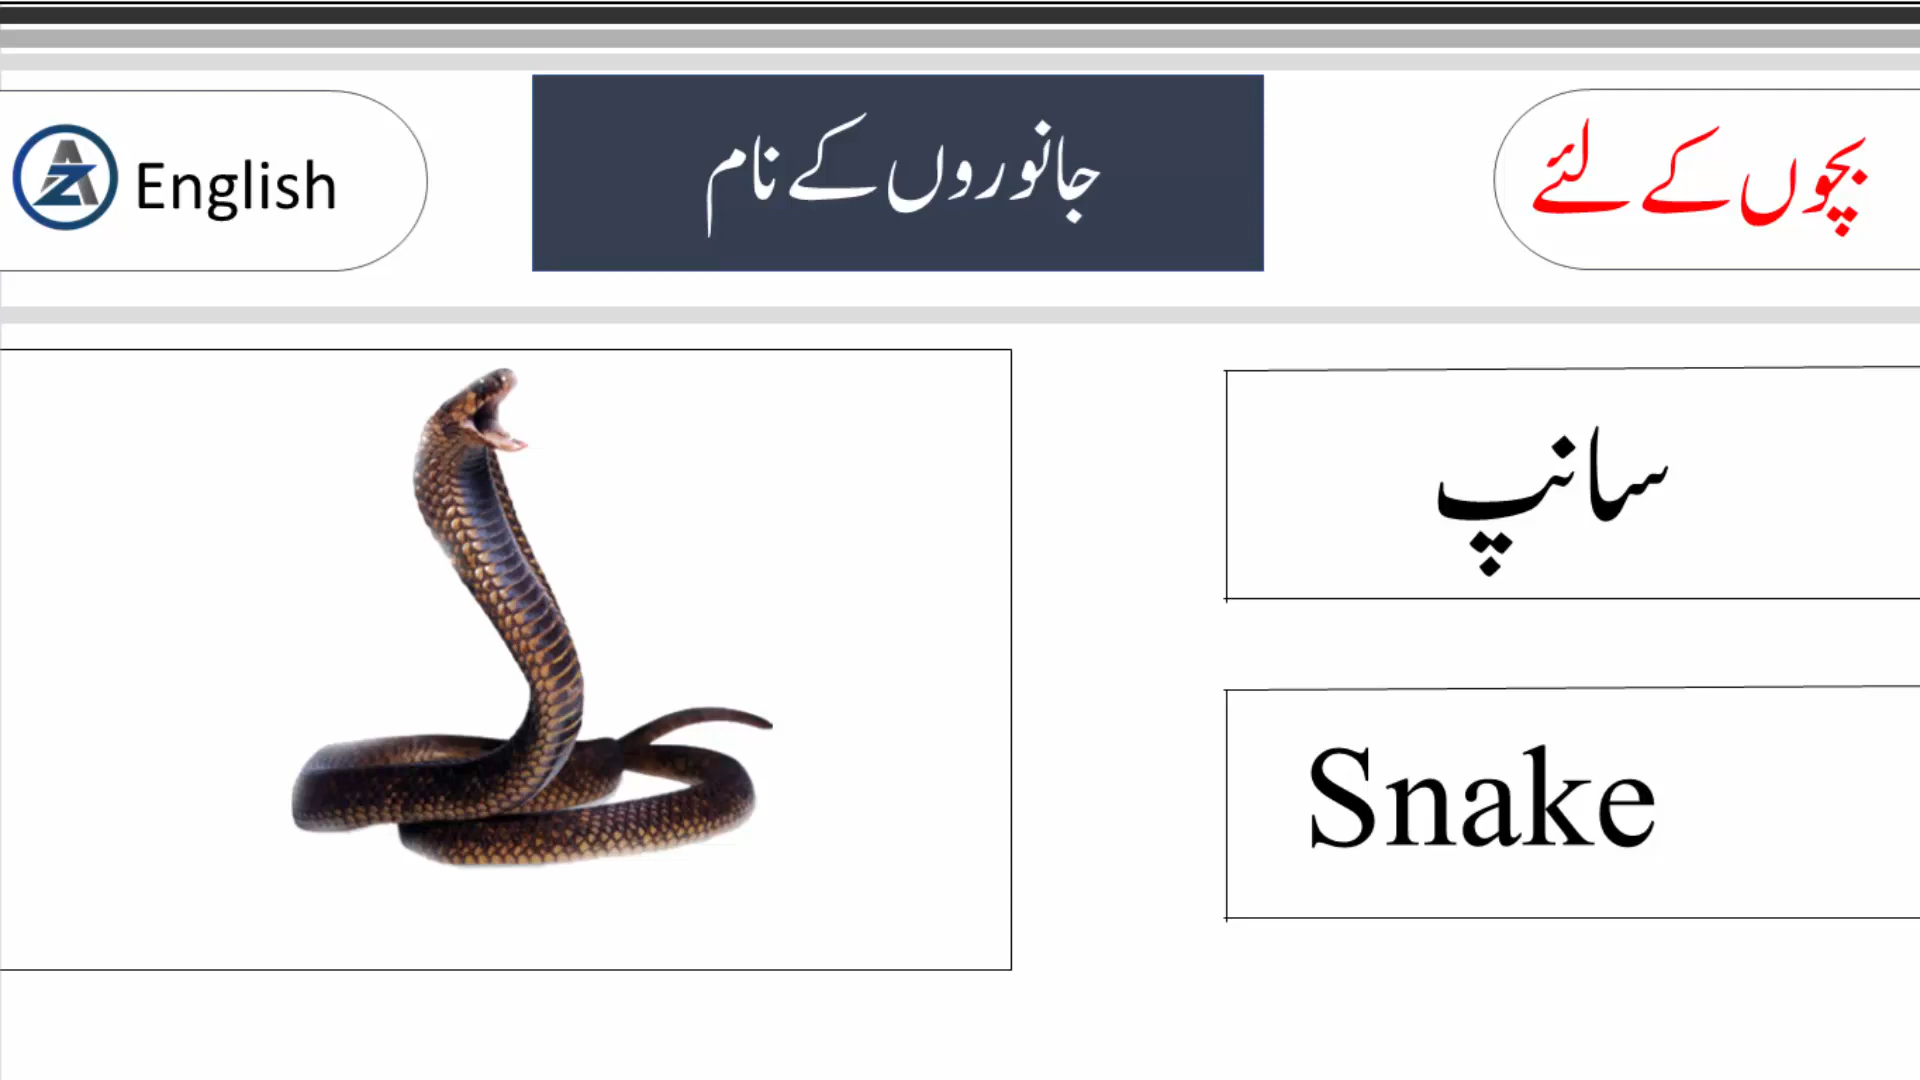 English
جانوروں کے نام
بچوں کے لئے
سانپ
Snake